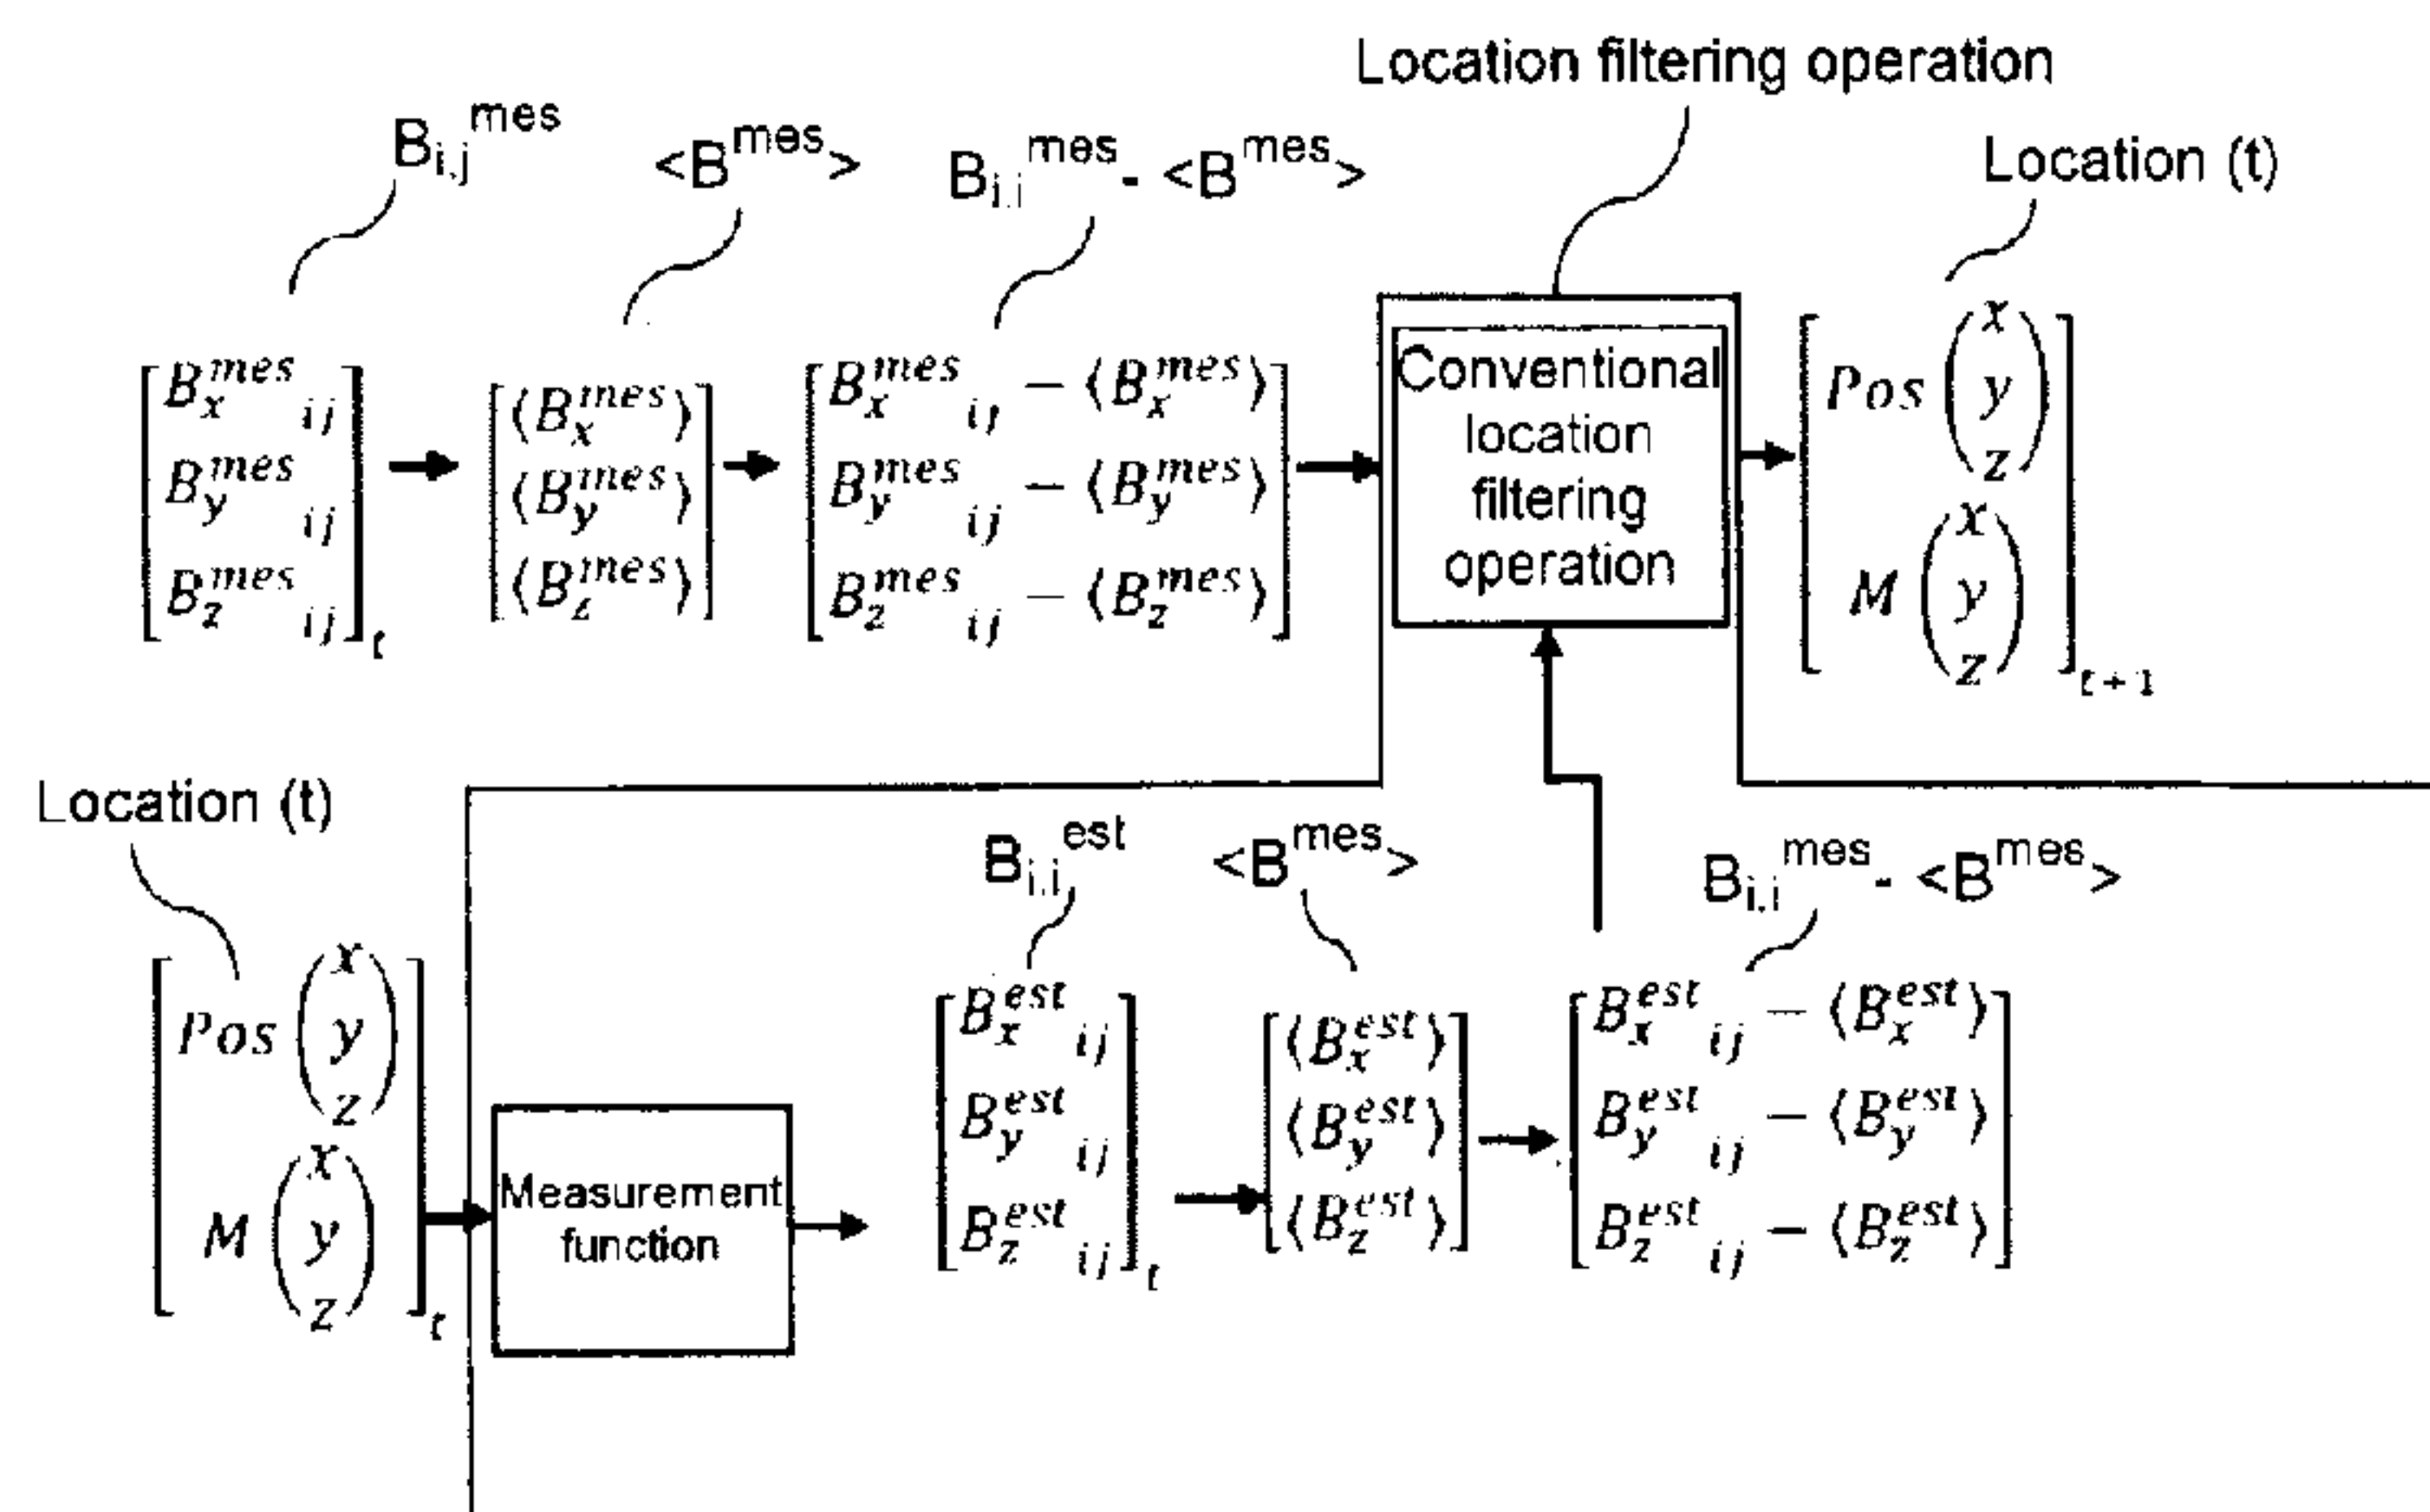 Location filtering operation
B_{i,j}^{mes}
<B^{mes}>
B_{i,j}^{mes} - <B^{mes}>
Location (t)
[B_x^{mes}_{ij}
B_y^{mes}_{ij}
B_z^{mes}_{ij}]_t
[⟨B_x^{mes}⟩
⟨B_y^{mes}⟩
⟨B_z^{mes}⟩]
[B_x^{mes}_{ij} − ⟨B_x^{mes}⟩
B_y^{mes}_{ij} − ⟨B_y^{mes}⟩
B_z^{mes}_{ij} − ⟨B_z^{mes}⟩]
Conventional
location
filtering
operation
[Pos (x
y
z)
M (x
y
z)]_{t+1}
Location (t)
[Pos (x
y
z)
M (x
y
z)]_t
Measurement
function
B_{i,j}^{est}
<B^{mes}>
B_{i,j}^{mes} - <B^{mes}>
[B_x^{est}_{ij}
B_y^{est}_{ij}
B_z^{est}_{ij}]_t
[⟨B_x^{est}⟩
⟨B_y^{est}⟩
⟨B_z^{est}⟩]
[B_x^{est}_{ij} − ⟨B_x^{est}⟩
B_y^{est}_{ij} − ⟨B_y^{est}⟩
B_z^{est}_{ij} − ⟨B_z^{est}⟩]